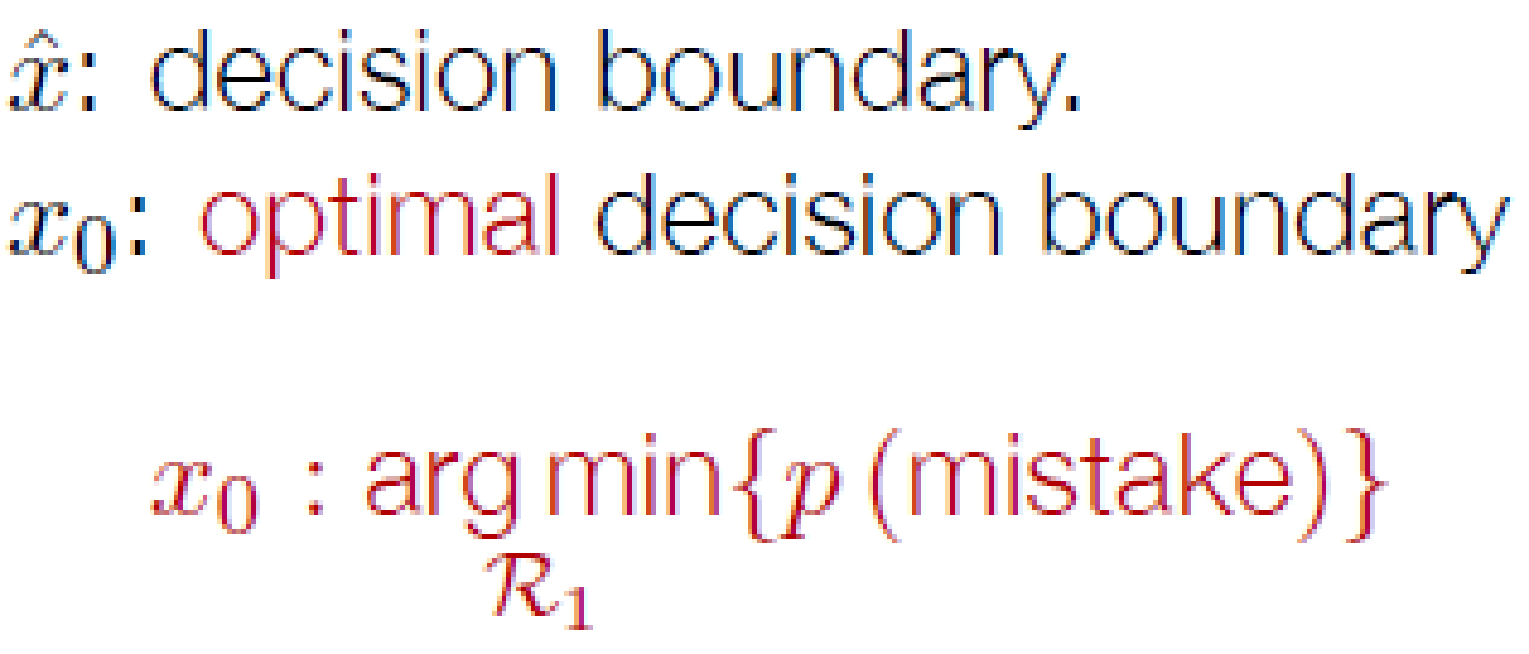 x̂: decision boundary.
x₀: optimal decision boundary
x₀ : arg min{p(mistake)}
ℛ₁